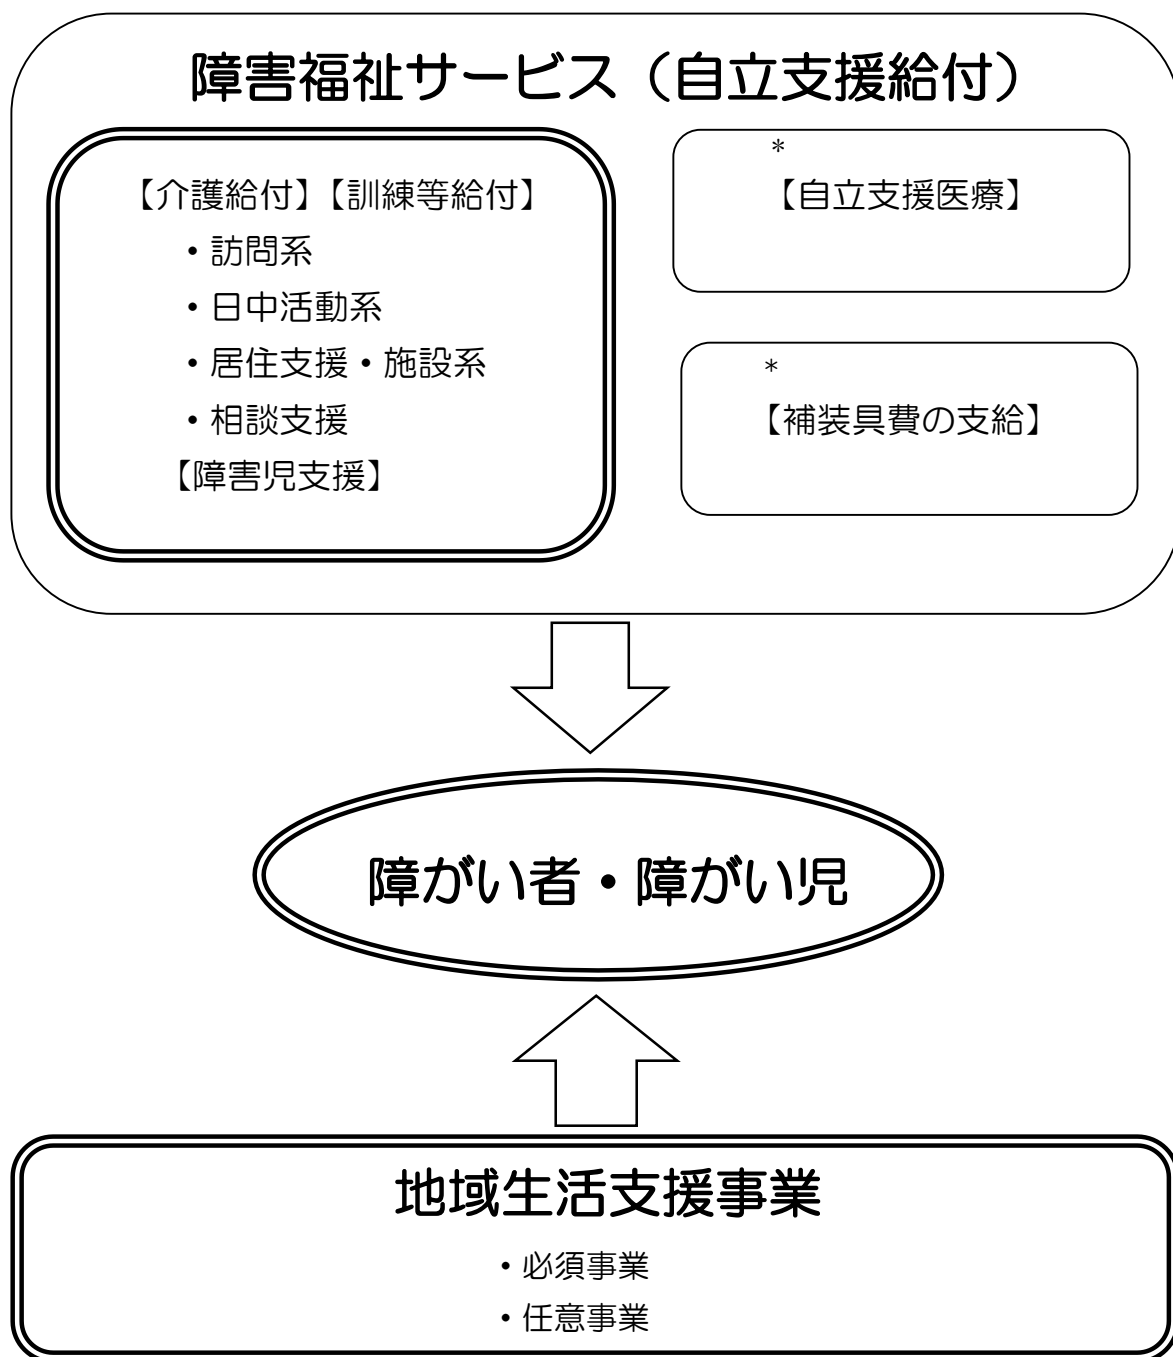 障害福祉サービス（自立支援給付）
【介護給付】【訓練等給付】
・訪問系
・日中活動系
・居住支援・施設系
・相談支援
【障害児支援】
*
【自立支援医療】
*
【補装具費の支給】
障がい者・障がい児
地域生活支援事業
・必須事業
・任意事業